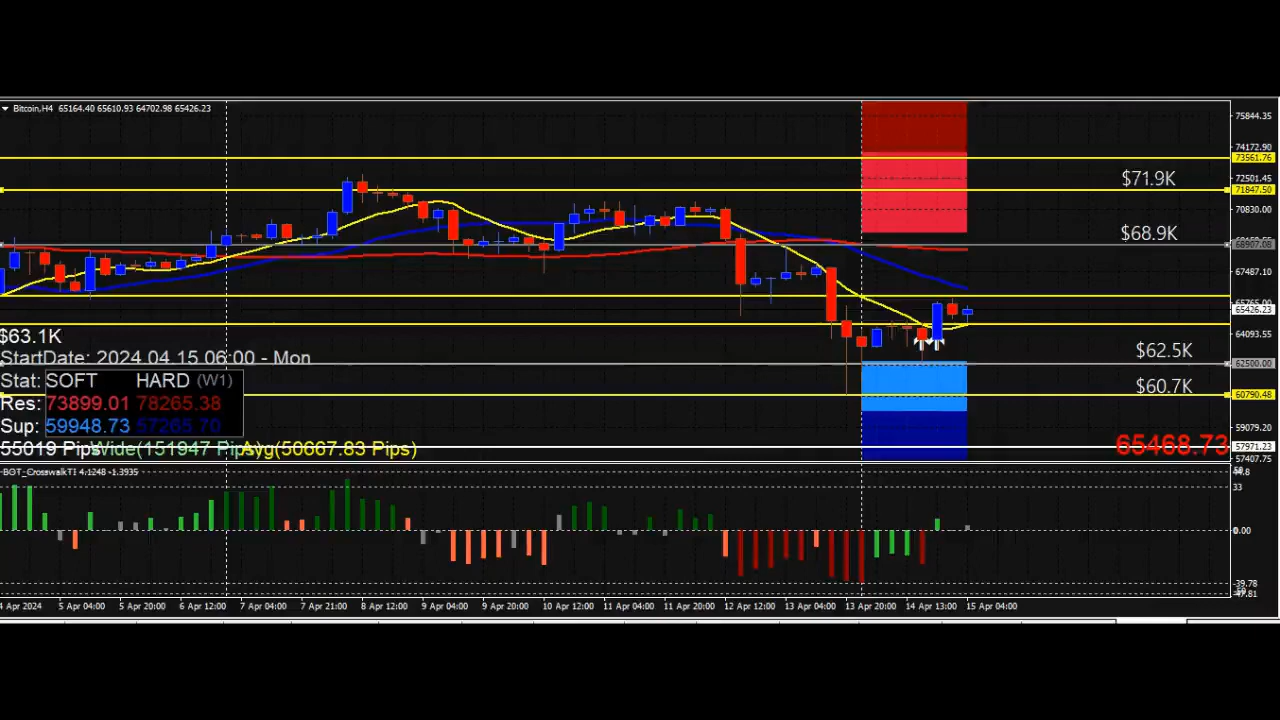 Bitcoin,H4 65164.40 65610.93 64702.98 65426.23
75844.35
74172.90
73561.76
$71.9K
72501.45
71847.50
70830.00
$68.9K
68907.08
67487.10
65765.00
65426.23
64093.55
$63.1K
StartDate: 2024.04.15 06:00 - Mon
$62.5K
62500.00
Stat: SOFT HARD (W1)
$60.7K
60790.48
Res: 73899.01 78265.38
Sup: 59948.73 57265.70
59079.20
55019 Pips Wide(151947 Pips) Avg(50667.83 Pips)
65468.73
57971.23
57407.75
BOT_CrosswalkT1 4.1248 -1.3935
33
0.00
-39.78
4 Apr 2024 5 Apr 04:00 5 Apr 20:00 6 Apr 12:00 7 Apr 04:00 7 Apr 21:00 8 Apr 12:00 9 Apr 04:00 9 Apr 20:00 10 Apr 12:00 11 Apr 04:00 11 Apr 20:00 12 Apr 12:00 13 Apr 04:00 13 Apr 20:00 14 Apr 13:00 15 Apr 04:00